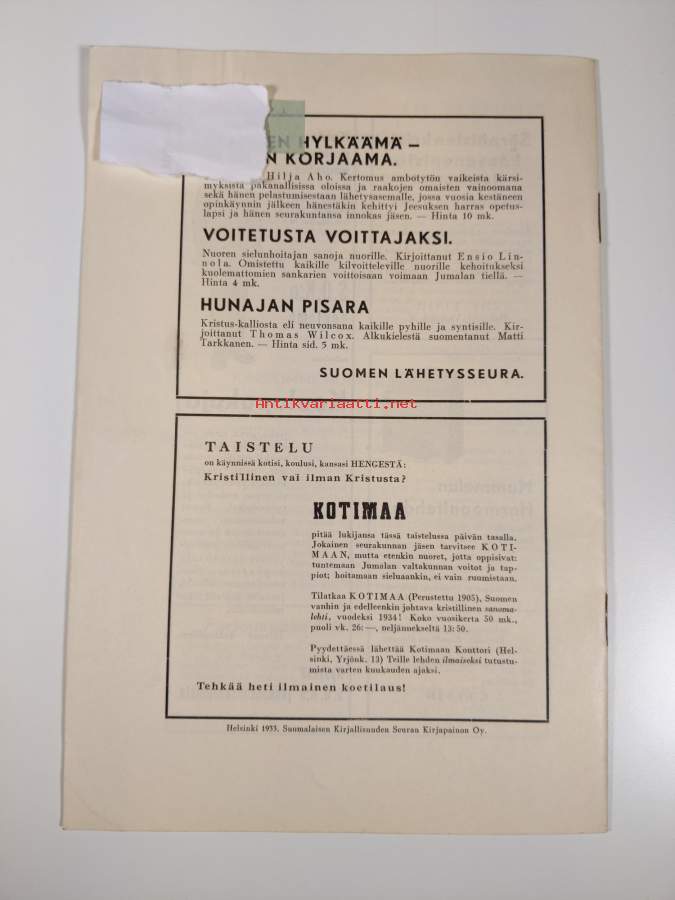 HYLKÄÄMÄ —
KORJAAMA.
Hilja Aho. Kertomus ambotytön vaikeista kärsi-
myksistä pakanallisissa oloissa ja raakojen omaisten vainoomana
sekä hänen pelastumisestaan lähetysasemalle, jossa vuosia kestäneen
opinkäynnin jälkeen hänestäkin kehittyi Jeesuksen harras opetus-
lapsi ja hänen seurakuntansa innokas jäsen. — Hinta 10 mk.
VOITETUSTA VOITTAJAKSI.
Nuoren sielunhoitajan sanoja nuorille. Kirjoittanut Ensio Lin-
nola. Omistettu kaikille kilvoitteleville nuorille kehoitukseksi
kuolemattomien sankarien voittoisaan voimaan Jumalan tiellä. —
Hinta 4 mk.
HUNAJAN PISARA
Kristus-kalliosta eli neuvonsana kaikille pyhille ja syntisille. Kir-
joittanut Thomas Wilcox. Alkukielestä suomentanut Matti
Tarkkanen. — Hinta sid. 5 mk.
SUOMEN LÄHETYSSEURA.
Antikvariaatti.net
TAISTELU
on käynnissä kotisi, koulusi, kansasi HENGESTÄ:
Kristillinen vai ilman Kristusta?
KOTIMAA
pitää lukijansa tässä taistelussa päivän tasalla.
Jokainen seurakunnan jäsen tarvitsee KOTI-
MAAN, mutta etenkin nuoret, jotta oppisivat:
tuntemaan Jumalan valtakunnan voitot ja tap-
piot; hoitamaan sieluaankin, ei vain ruumistaan.
Tilatkaa KOTIMAA (Perustettu 1905), Suomen
vanhin ja edelleenkin johtava kristillinen sanoma-
lehti, vuodeksi 1934! Koko vuosikerta 50 mk.,
puoli vk. 26:—, neljännekseltä 13:50.
Pyydettäessä lähettää Kotimaan Konttori (Hel-
sinki, Yrjönk. 13) Teille lehden ilmaiseksi tutustu-
mista varten kuukauden ajaksi.
Tehkää heti ilmainen koetilaus!
Helsinki 1933. Suomalaisen Kirjallisuuden Seuran Kirjapainon Oy.